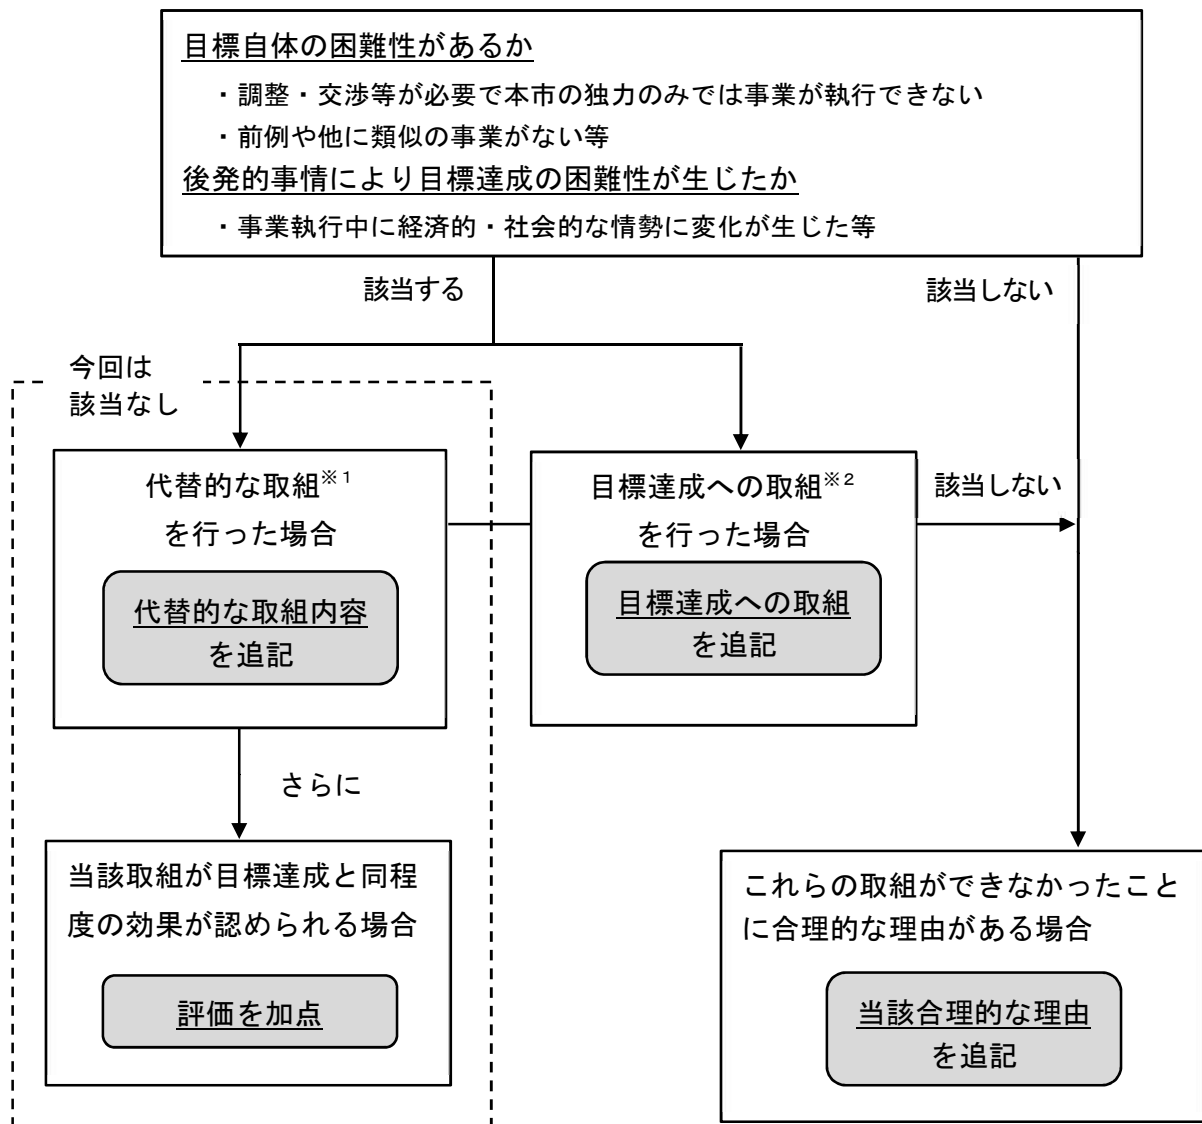 目標自体の困難性があるか
・調整・交渉等が必要で本市の独力のみでは事業が執行できない
・前例や他に類似の事業がない等
後発的事情により目標達成の困難性が生じたか
・事業執行中に経済的・社会的な情勢に変化が生じた等
該当する
該当しない
今回は
該当なし
代替的な取組※1
を行った場合
代替的な取組内容
を追記
目標達成への取組※2
を行った場合
目標達成への取組
を追記
該当しない
さらに
当該取組が目標達成と同程
度の効果が認められる場合
評価を加点
これらの取組ができなかったこと
に合理的な理由がある場合
当該合理的な理由
を追記